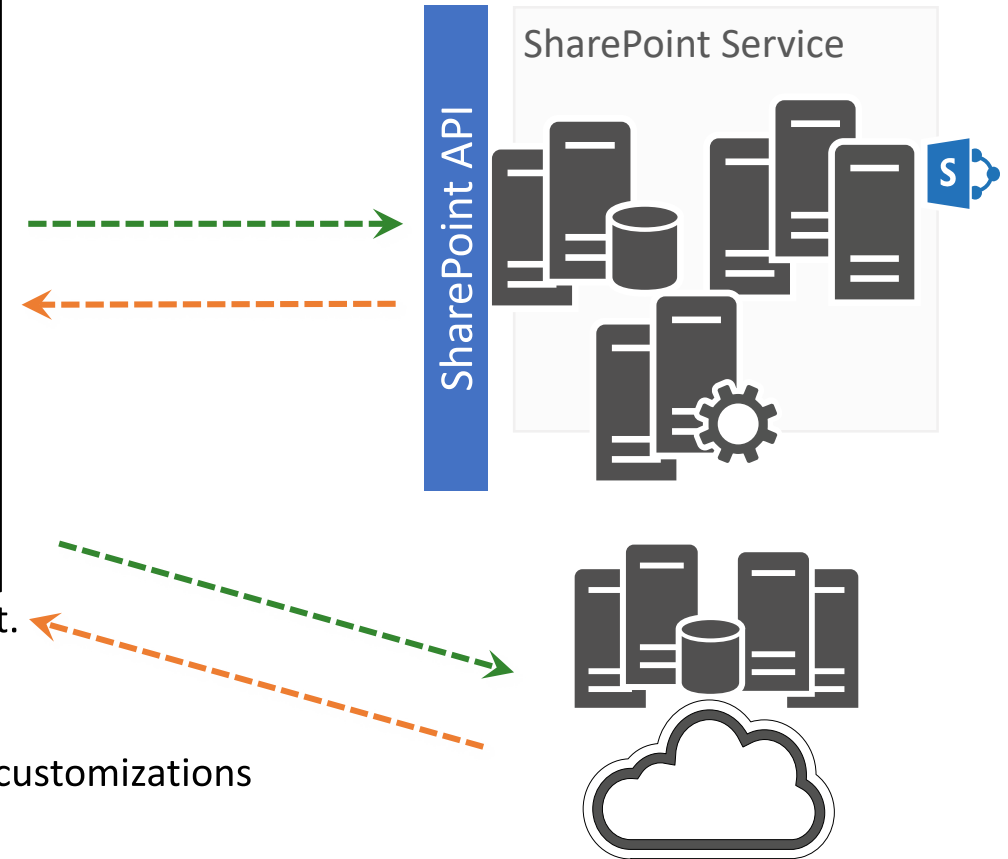 SharePoint Service
SharePoint API
S
t.
customizations